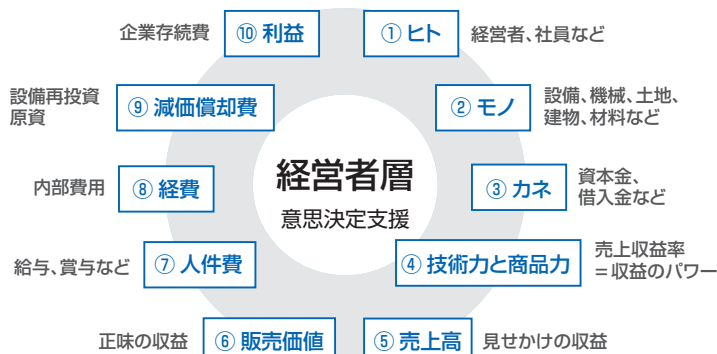 ① ヒト
経営者、社員など
② モノ
設備、機械、土地、
建物、材料など
③ カネ
資本金、
借入金など
④ 技術力と商品力
売上収益率
＝収益のパワー
⑤ 売上高
見せかけの収益
⑥ 販売価値
正味の収益
⑦ 人件費
給与、賞与など
⑧ 経費
内部費用
⑨ 減価償却費
設備再投資
原資
⑩ 利益
企業存続費
経営者層
意思決定支援